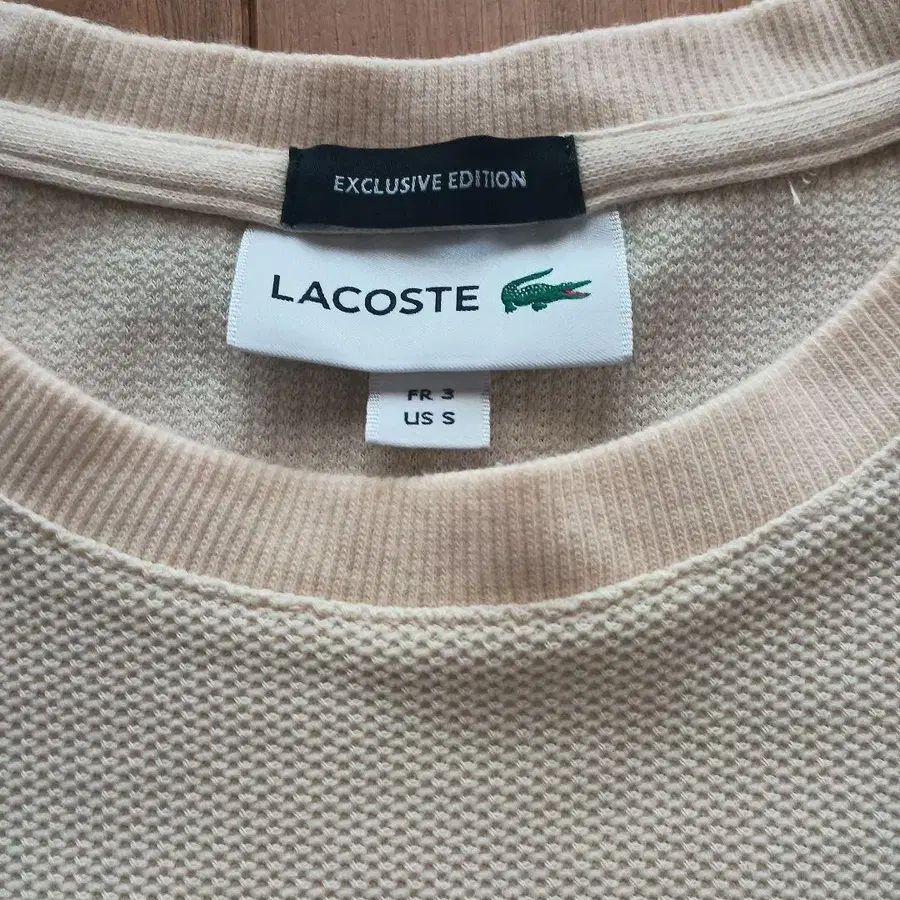 EXCLUSIVE EDITION
LACOSTE
FR 3
US S